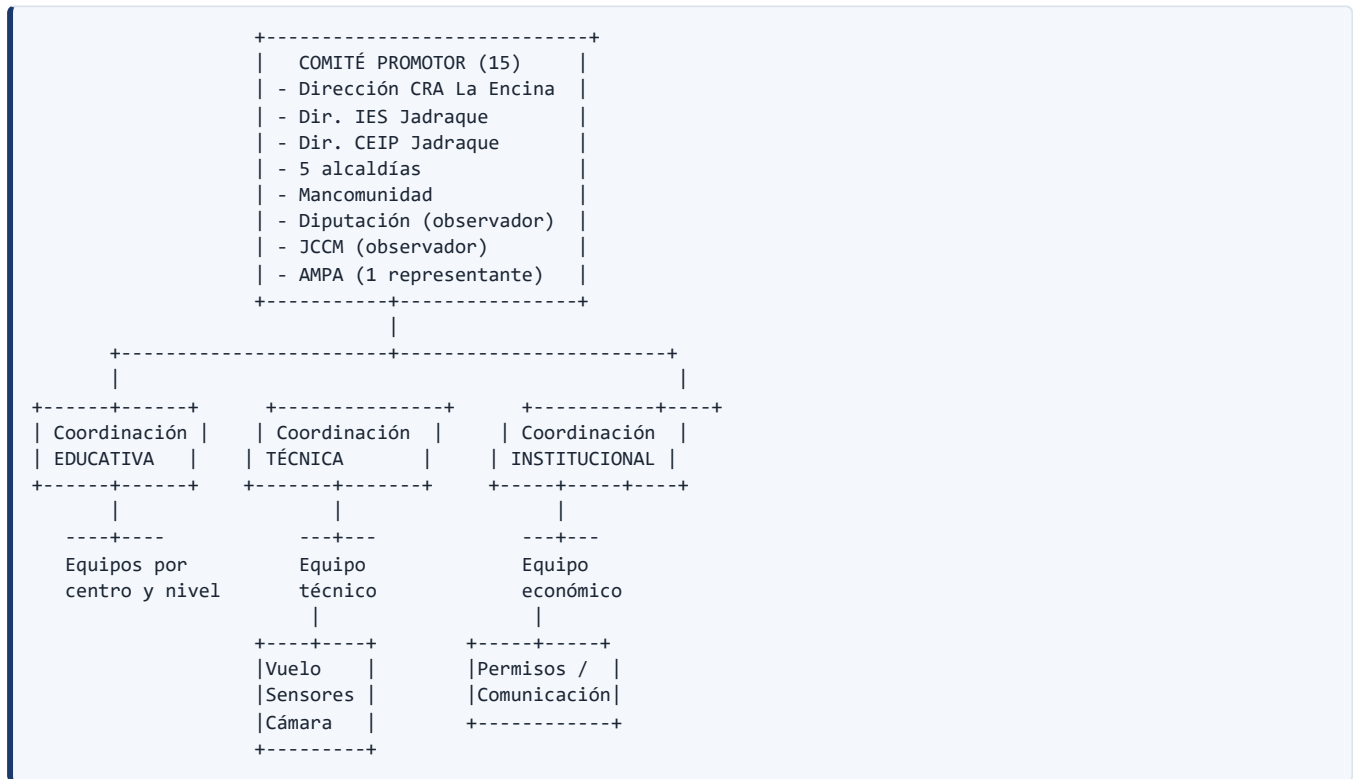 COMITÉ PROMOTOR (15)
- Dirección CRA La Encina
- Dir. IES Jadraque
- Dir. CEIP Jadraque
- 5 alcaldías
- Mancomunidad
- Diputación (observador)
- JCCM (observador)
- AMPA (1 representante)
Coordinación
EDUCATIVA
Coordinación
TÉCNICA
Coordinación
INSTITUCIONAL
Equipos por
centro y nivel
Equipo
técnico
Equipo
económico
Vuelo
Sensores
Cámara
Permisos /
Comunicación